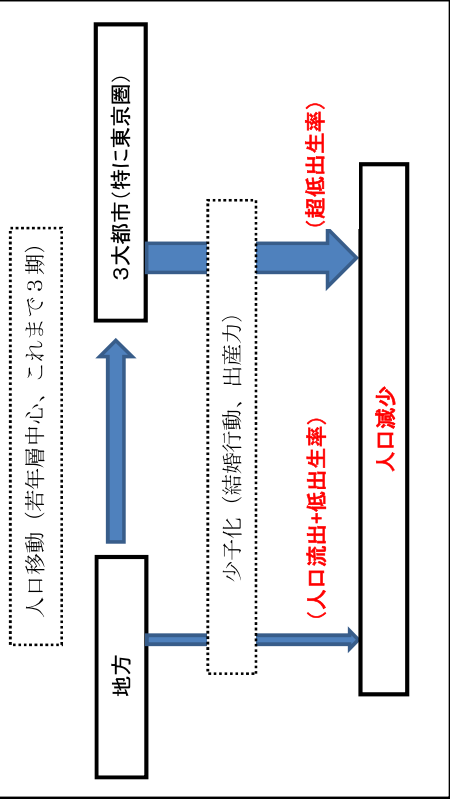 人口移動（若年層中心、これまで３期）
地方
３大都市（特に東京圏）
少子化（結婚行動、出産力）
（人口流出+低出生率）
（超低出生率）
人口減少